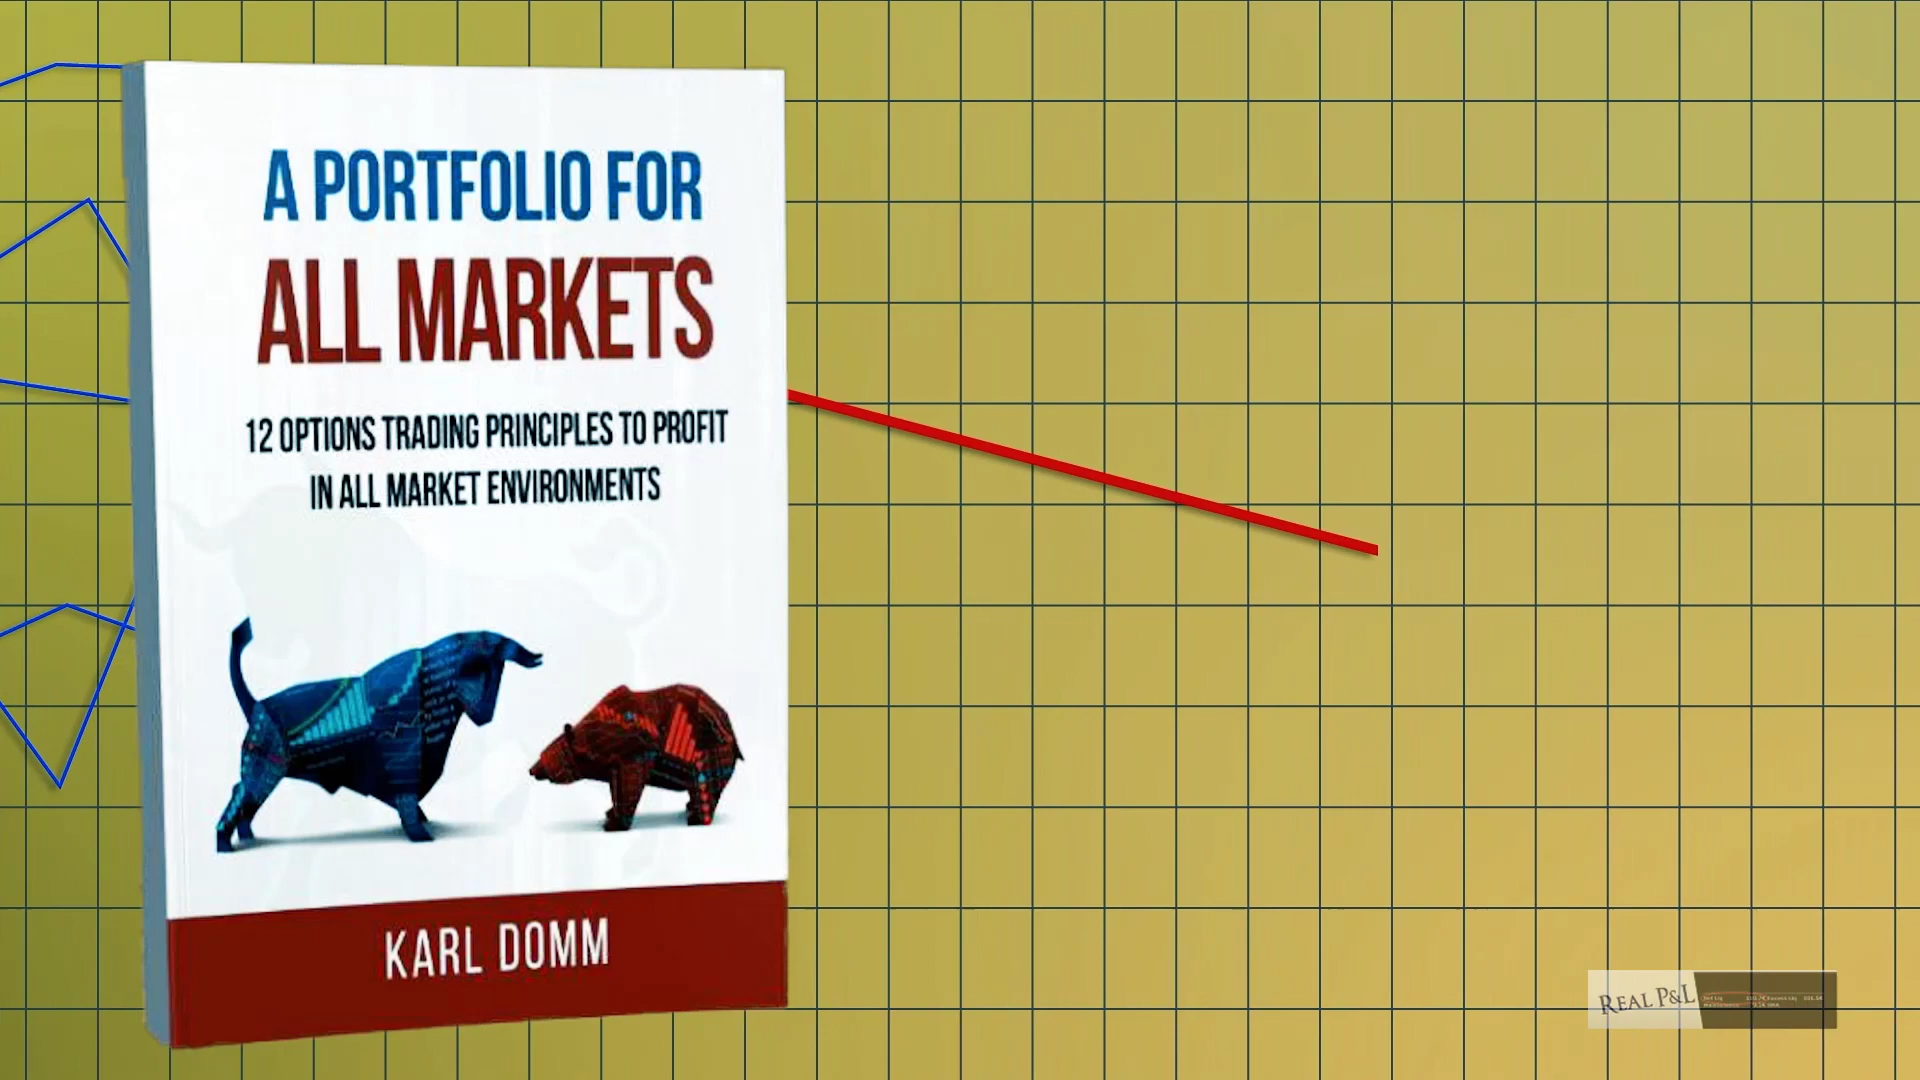 A PORTFOLIO FOR
ALL MARKETS
12 OPTIONS TRADING PRINCIPLES TO PROFIT
IN ALL MARKET ENVIRONMENTS
KARL DOMM
REAL P&L